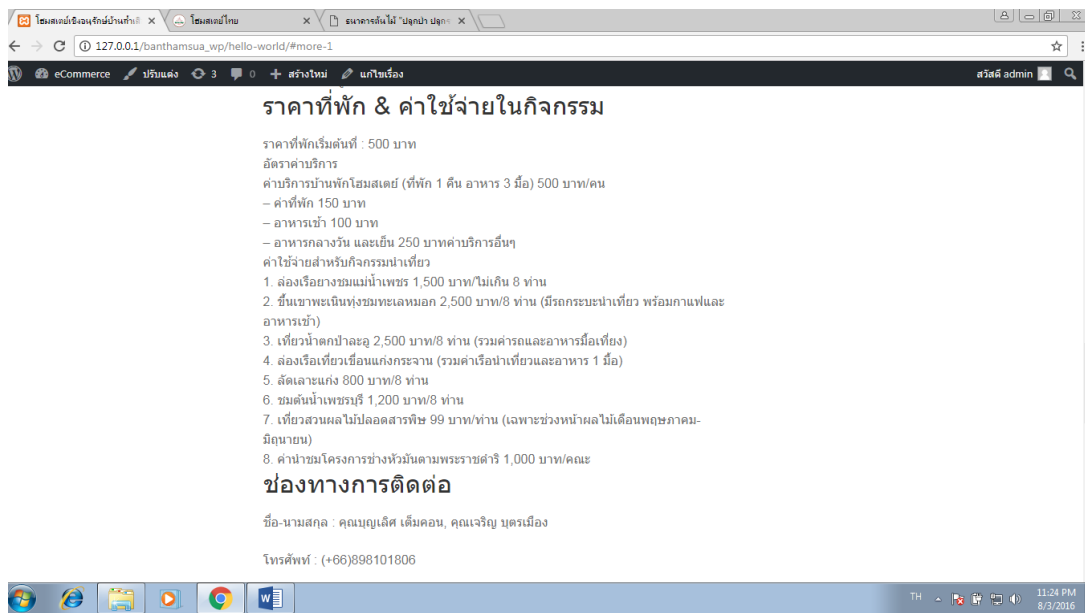 โฮมสเตย์เชิงอนุรักษ์บ้านถ้ำเสื
โฮมสเตย์ไทย
ธนาคารต้นไม้ "ปลูกป่า ปลูกร
127.0.0.1/banthamsua_wp/hello-world/#more-1
eCommerce ปรับแต่ง 3 0 สร้างใหม่ แก้ไขเรื่อง สวัสดี admin
ราคาที่พัก & ค่าใช้จ่ายในกิจกรรม
ราคาที่พักเริ่มต้นที่ : 500 บาท
อัตราค่าบริการ
ค่าบริการบ้านพักโฮมสเตย์ (ที่พัก 1 คืน อาหาร 3 มื้อ) 500 บาท/คน
– ค่าที่พัก 150 บาท
– อาหารเช้า 100 บาท
– อาหารกลางวัน และเย็น 250 บาทค่าบริการอื่นๆ
ค่าใช้จ่ายสำหรับกิจกรรมนำเที่ยว
1. ล่องเรือยางชมแม่น้ำเพชร 1,500 บาท/ไม่เกิน 8 ท่าน
2. ขึ้นเขาพะเนินทุ่งชมทะเลหมอก 2,500 บาท/8 ท่าน (มีรถกระบะนำเที่ยว พร้อมกาแฟและ
อาหารเช้า)
3. เที่ยวน้ำตกป่าละอู 2,500 บาท/8 ท่าน (รวมค่ารถและอาหารมื้อเที่ยง)
4. ล่องเรือเที่ยวเขื่อนแก่งกระจาน (รวมค่าเรือนำเที่ยวและอาหาร 1 มื้อ)
5. ลัดเลาะแก่ง 800 บาท/8 ท่าน
6. ชมต้นน้ำเพชรบุรี 1,200 บาท/8 ท่าน
7. เที่ยวสวนผลไม้ปลอดสารพิษ 99 บาท/ท่าน (เฉพาะช่วงหน้าผลไม้เดือนพฤษภาคม-
มิถุนายน)
8. ค่านำชมโครงการชั่งหัวมันตามพระราชดำริ 1,000 บาท/คณะ
ช่องทางการติดต่อ
ชื่อ-นามสกุล : คุณบุญเลิศ เต็มคอน, คุณเจริญ บุตรเมือง
โทรศัพท์ : (+66)898101806
TH
11:24 PM
8/3/2016